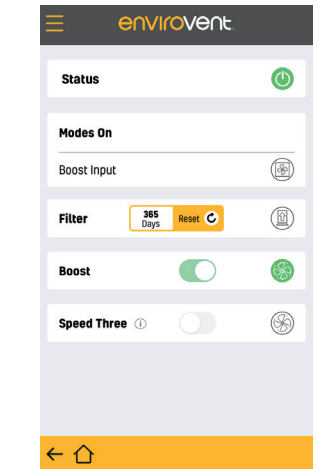 envirovent
Status
Modes On
Boost Input
Filter
365
Days
Reset
Boost
Speed Three